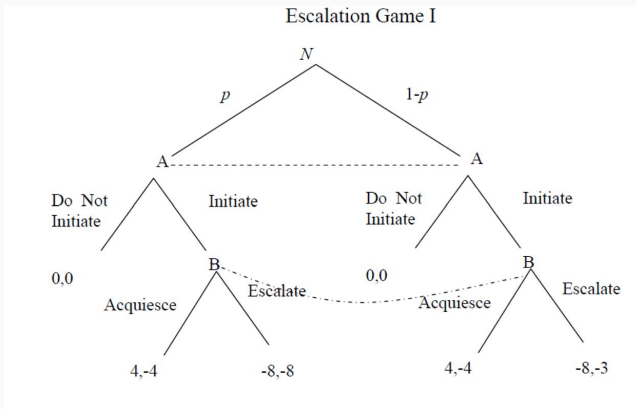 Escalation Game I
N
p 1-p
A A
Do Not Initiate Do Not Initiate
Initiate Initiate
B B
0,0 0,0
Acquiesce Escalate Acquiesce Escalate
4,-4 -8,-8 4,-4 -8,-3